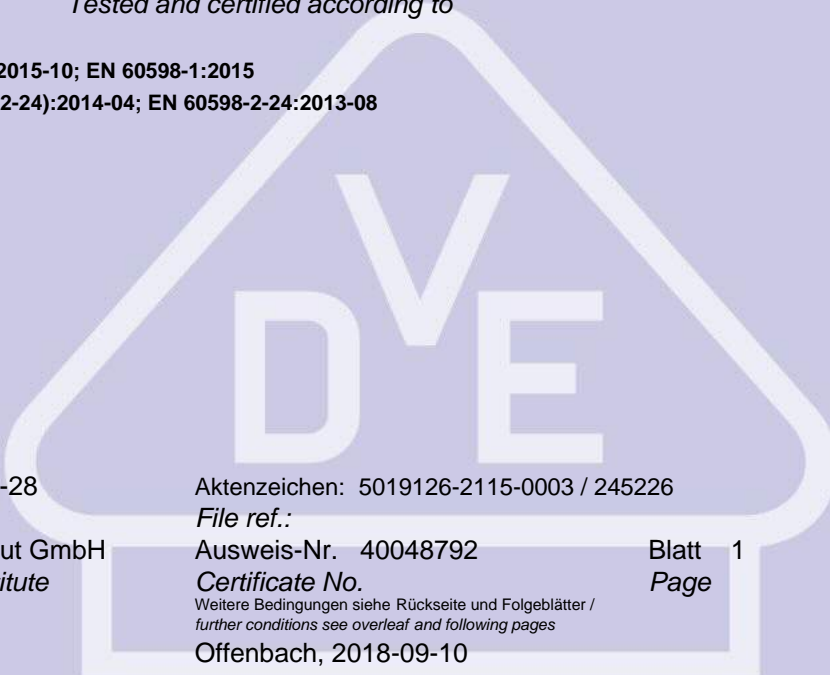 Tested and certified according to
2015-10; EN 60598-1:2015
2-24):2014-04; EN 60598-2-24:2013-08
VDE
-28 Aktenzeichen: 5019126-2115-0003 / 245226
File ref.:
ut GmbH Ausweis-Nr. 40048792 Blatt 1
itute Certificate No. Page
Weitere Bedingungen siehe Rückseite und Folgeblätter /
further conditions see overleaf and following pages
Offenbach, 2018-09-10